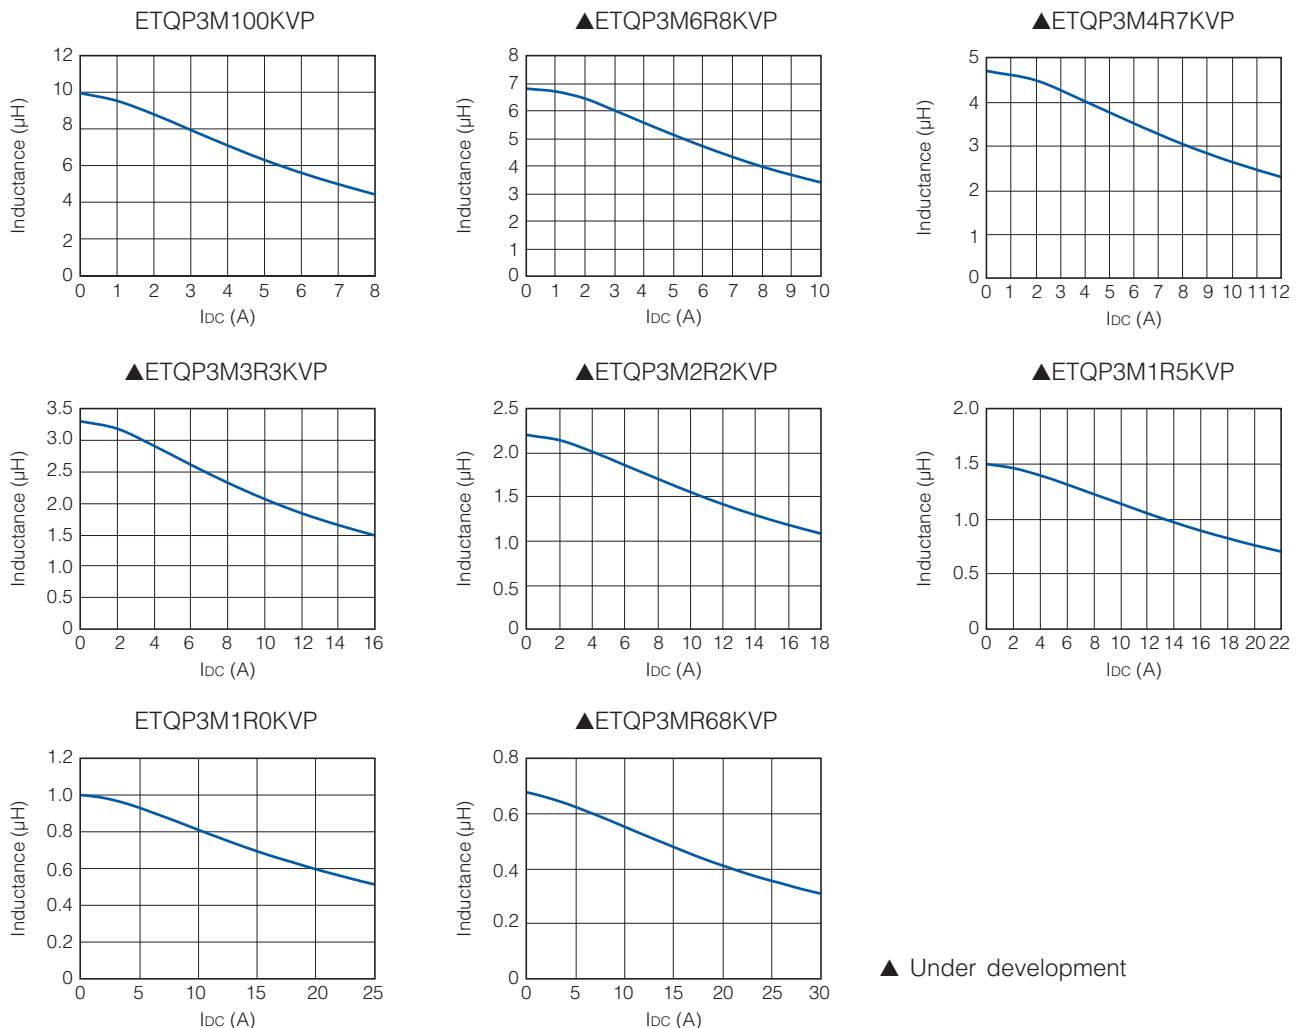 ETQP3M100KVP
12
10
8
6
4
2
0
Inductance (µH)
0 1 2 3 4 5 6 7 8
IDC (A)
▲ETQP3M6R8KVP
8
7
6
5
4
3
2
1
0
Inductance (µH)
0 1 2 3 4 5 6 7 8 9 10
IDC (A)
▲ETQP3M4R7KVP
5
4
3
2
1
0
Inductance (µH)
0 1 2 3 4 5 6 7 8 9 10 11 12
IDC (A)
▲ETQP3M3R3KVP
3.5
3.0
2.5
2.0
1.5
1.0
0.5
0
Inductance (µH)
0 2 4 6 8 10 12 14 16
IDC (A)
▲ETQP3M2R2KVP
2.5
2.0
1.5
1.0
0.5
0
Inductance (µH)
0 2 4 6 8 10 12 14 16 18
IDC (A)
▲ETQP3M1R5KVP
2.0
1.5
1.0
0.5
0
Inductance (µH)
0 2 4 6 8 10 12 14 16 18 20 22
IDC (A)
ETQP3M1R0KVP
1.2
1.0
0.8
0.6
0.4
0.2
0
Inductance (µH)
0 5 10 15 20 25
IDC (A)
▲ETQP3MR68KVP
0.8
0.6
0.4
0.2
0
Inductance (µH)
0 5 10 15 20 25 30
IDC (A)
▲ Under development